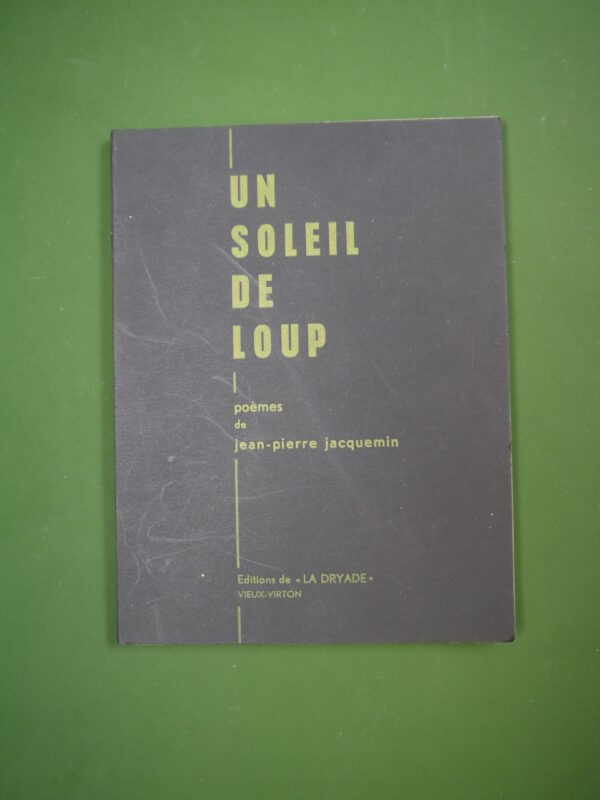 UN
SOLEIL
DE
LOUP
poèmes
de
jean-pierre jacquemin
Editions de « LA DRYADE »
VIEUX-VIRTON